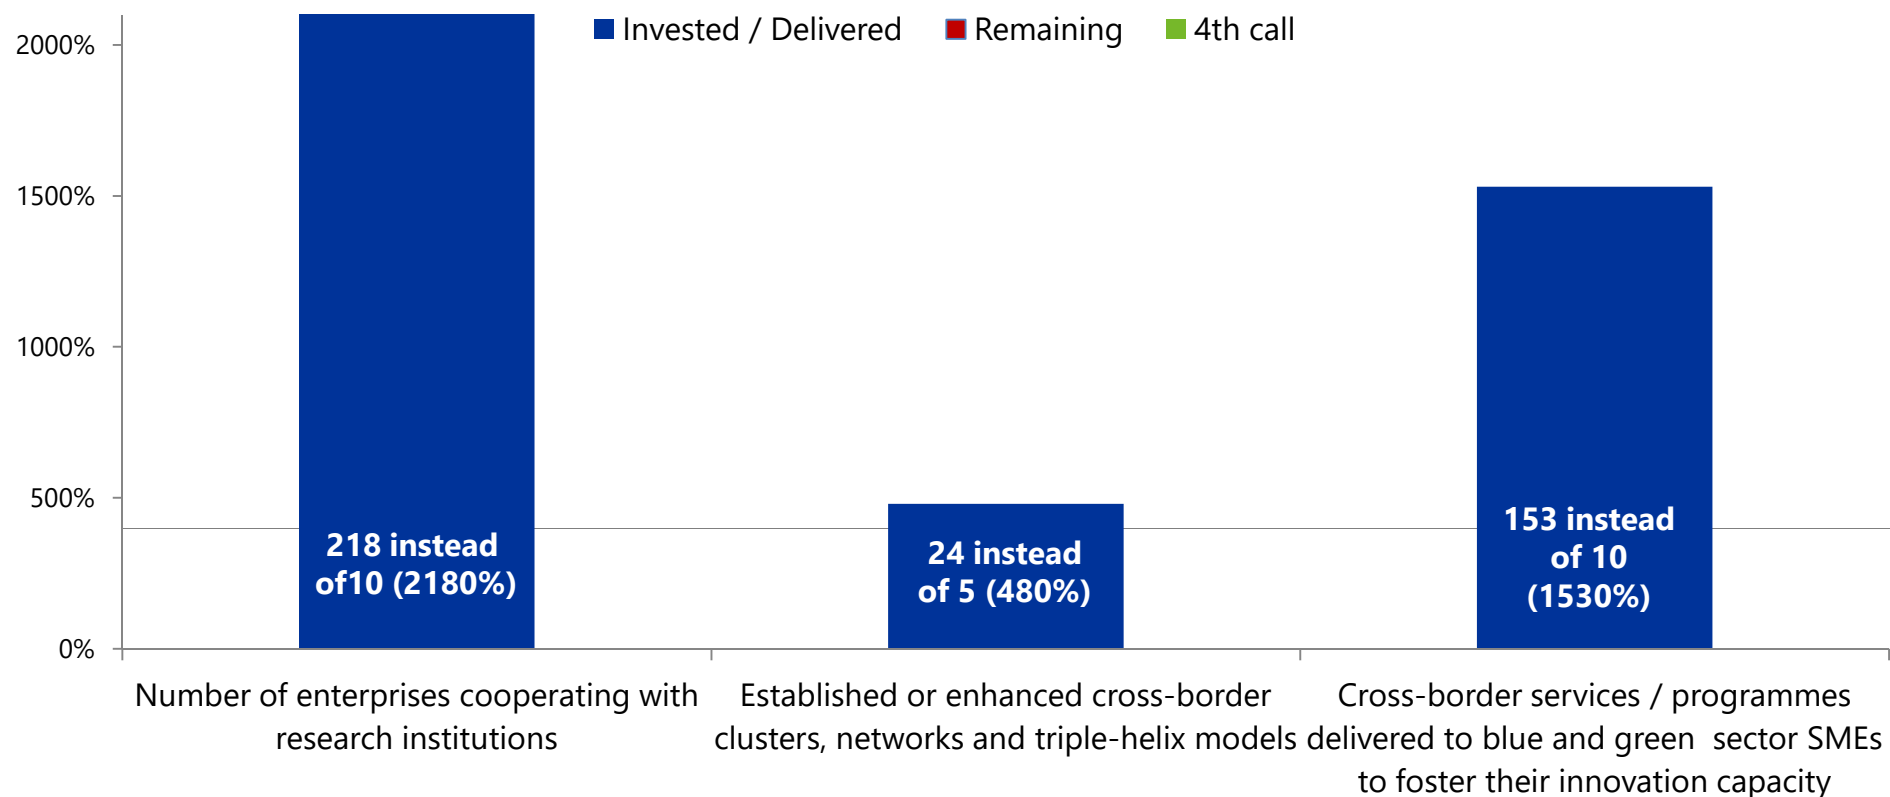 Invested / Delivered
Remaining
4th call
2000%
1500%
1000%
500%
0%
218 instead
of10 (2180%)
24 instead
of 5 (480%)
153 instead
of 10
(1530%)
Number of enterprises cooperating with
research institutions
Established or enhanced cross-border
clusters, networks and triple-helix models
Cross-border services / programmes
delivered to blue and green  sector SMEs
to foster their innovation capacity